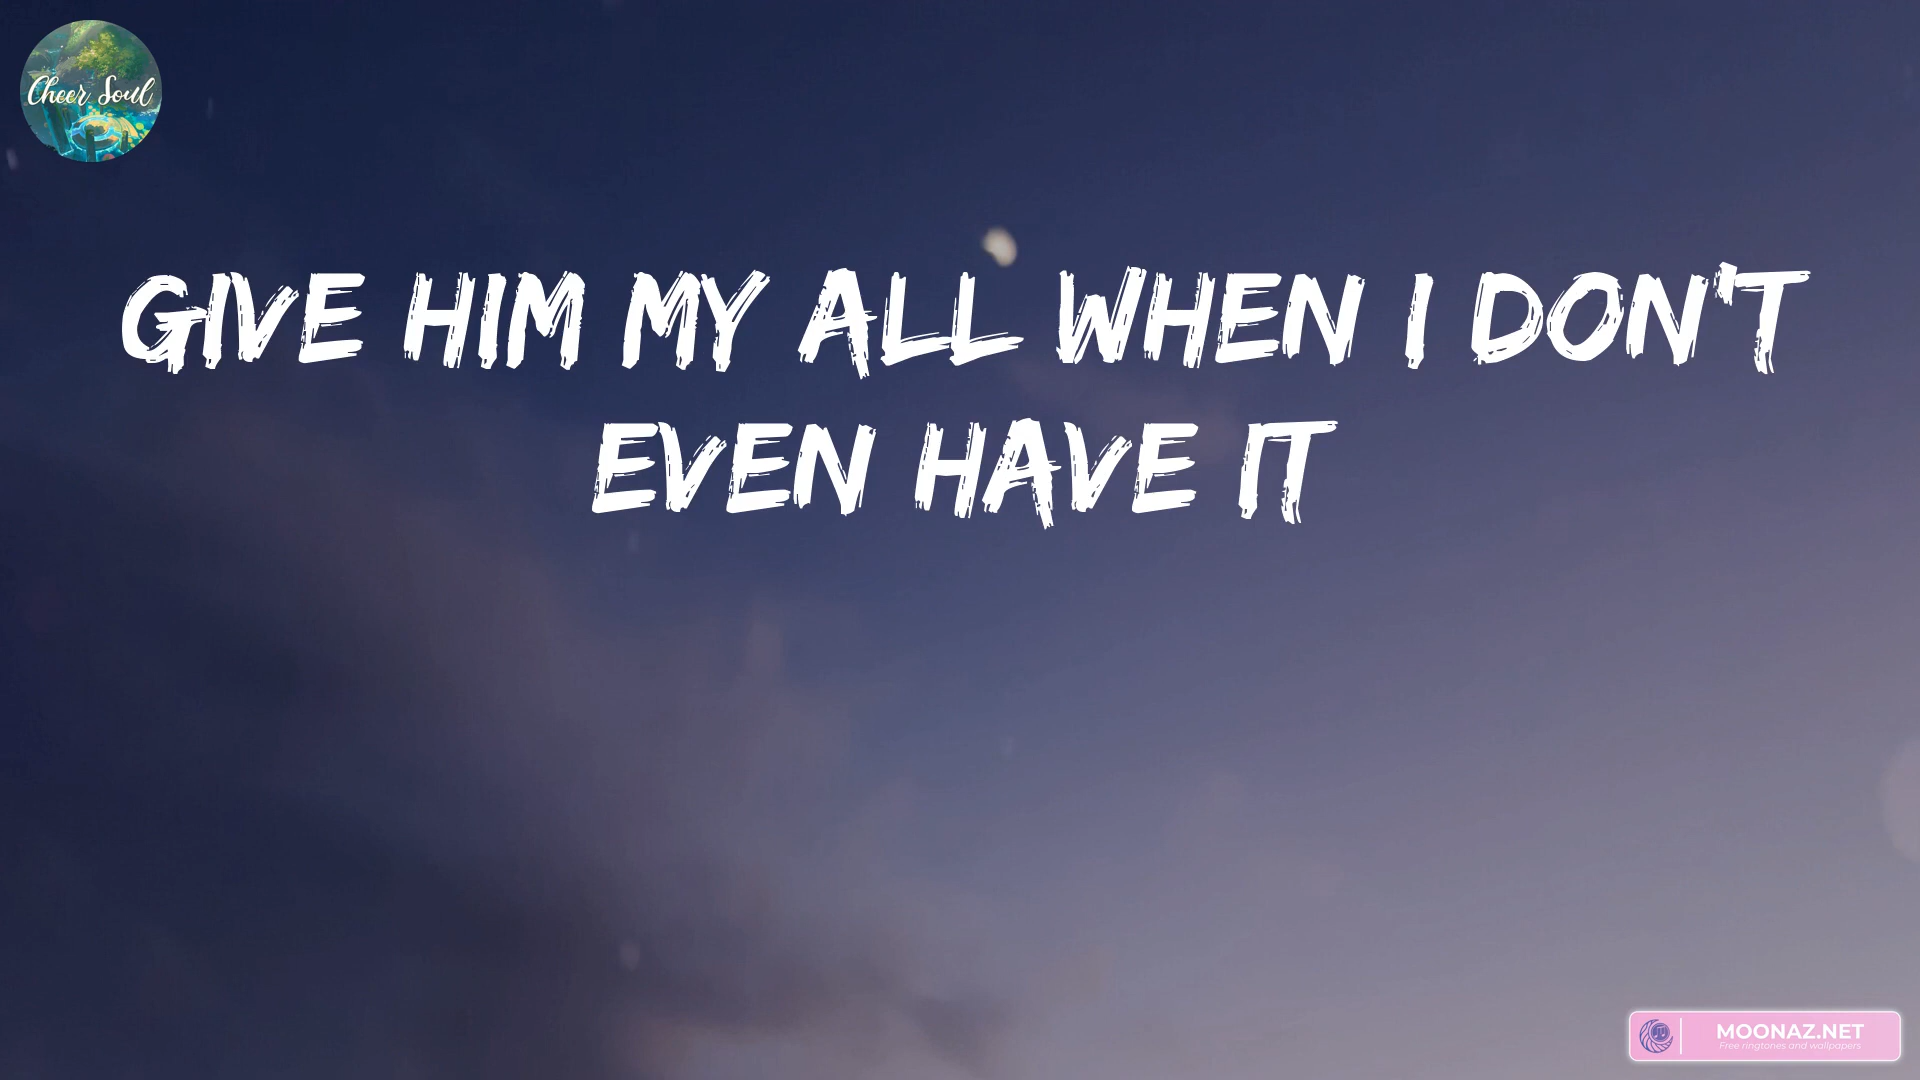 Cheer Soul
GIVE HIM MY ALL WHEN I DON'T
EVEN HAVE IT
MOONAZ.NET
Free ringtones and wallpapers